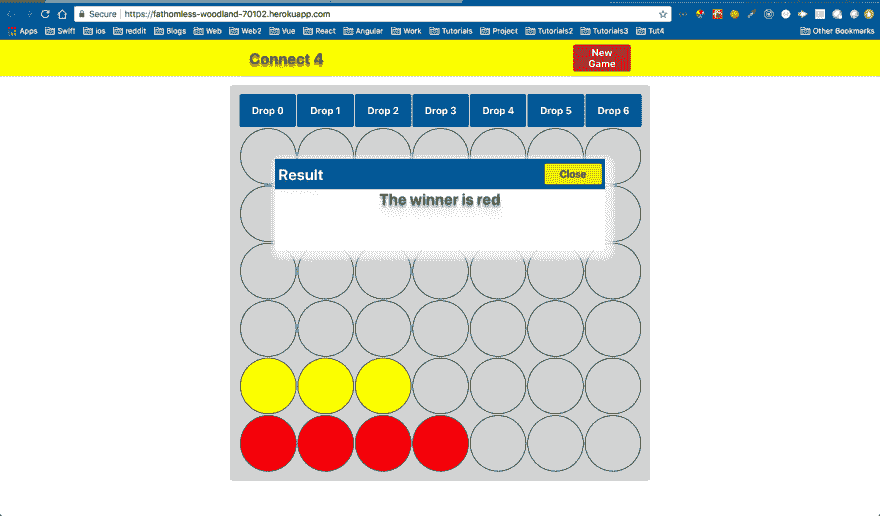 Secure https://fathomless-woodland-70102.herokuapp.com
Apps Swift ios reddit Blogs Web Web2 Vue React Angular Work Tutorials Project Tutorials2 Tutorials3 Tut4 Other Bookmarks
Connect 4
New
Game
Drop 0 Drop 1 Drop 2 Drop 3 Drop 4 Drop 5 Drop 6
Result Close
The winner is red